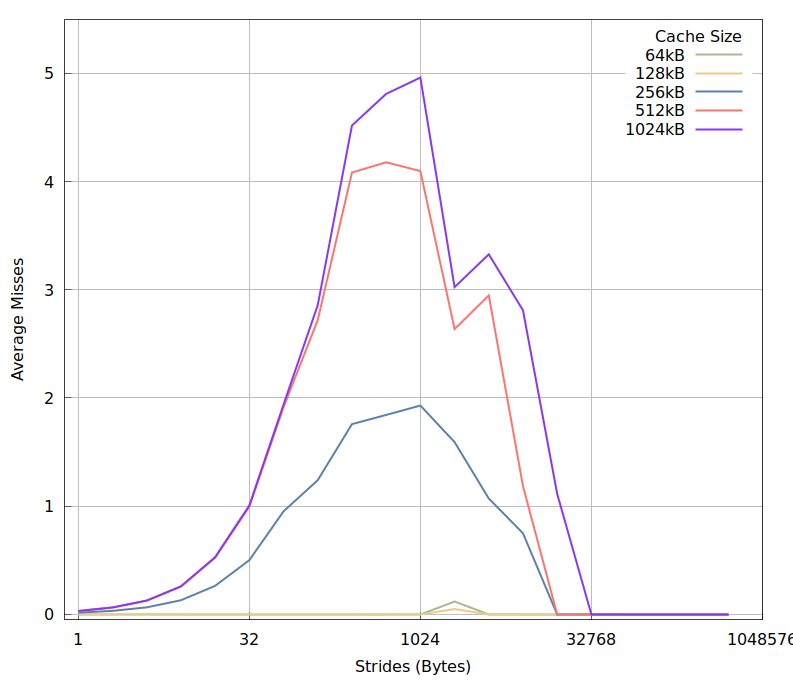 Cache Size
64kB
128kB
256kB
512kB
1024kB
5
4
3
2
1
0
Average Misses
1 32 1024 32768 1048576
Strides (Bytes)